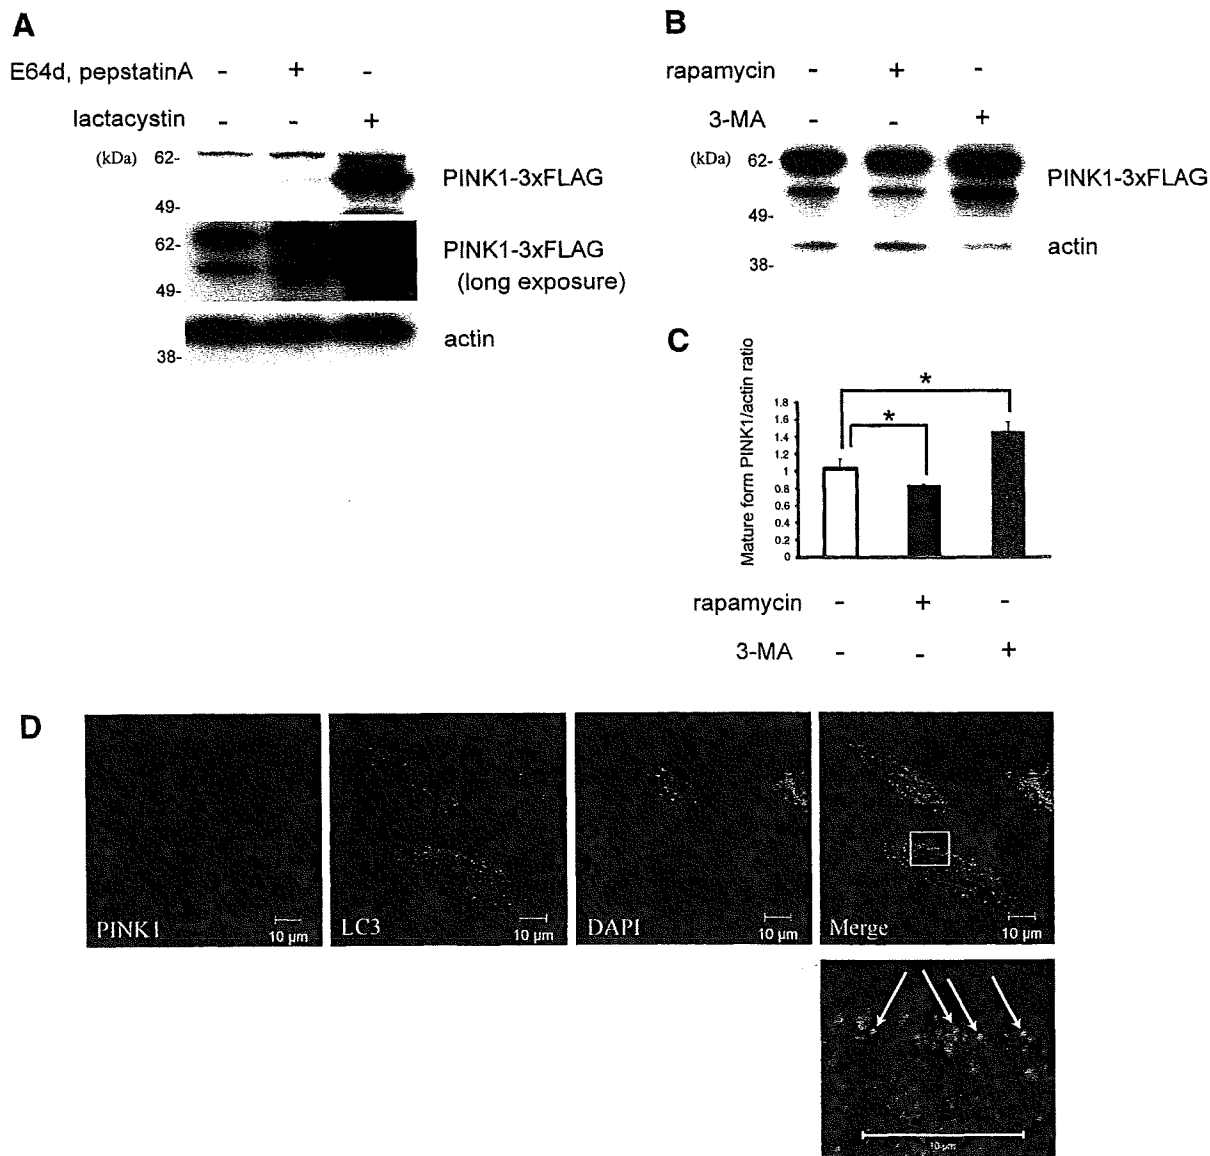 A
E64d, pepstatinA - + -
lactacystin - - +
(kDa) 62-
PINK1-3xFLAG
49-
62-
PINK1-3xFLAG
(long exposure)
49-
actin
38-
B
rapamycin - + -
3-MA - - +
(kDa) 62-
PINK1-3xFLAG
49-
actin
38-
C
Mature form PINK1/actin ratio
*
*
1.8
1.6
1.4
1.2
1
0.8
0.6
0.4
0.2
0
rapamycin - + -
3-MA - - +
D
PINK1 10 µm
LC3 10 µm
DAPI 10 µm
Merge 10 µm
10 µm